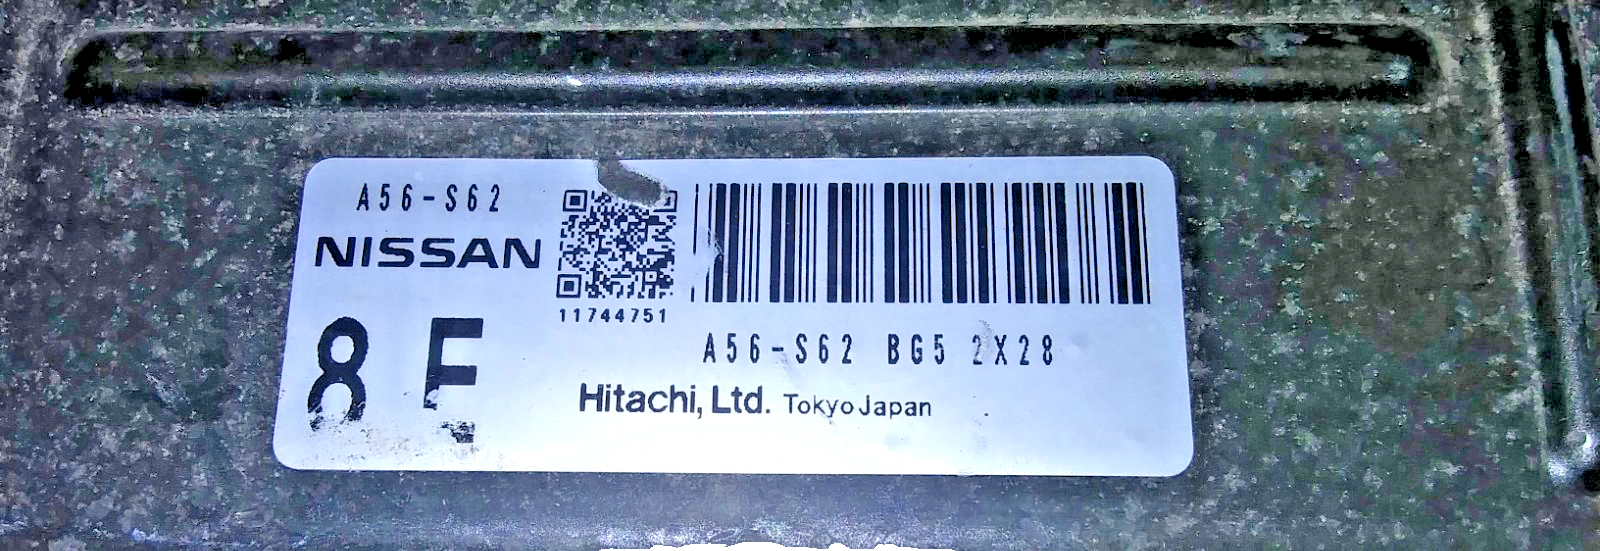 A56-S62
NISSAN
8 E
11744751
A56-S62 BG5 2X28
Hitachi, Ltd. Tokyo Japan